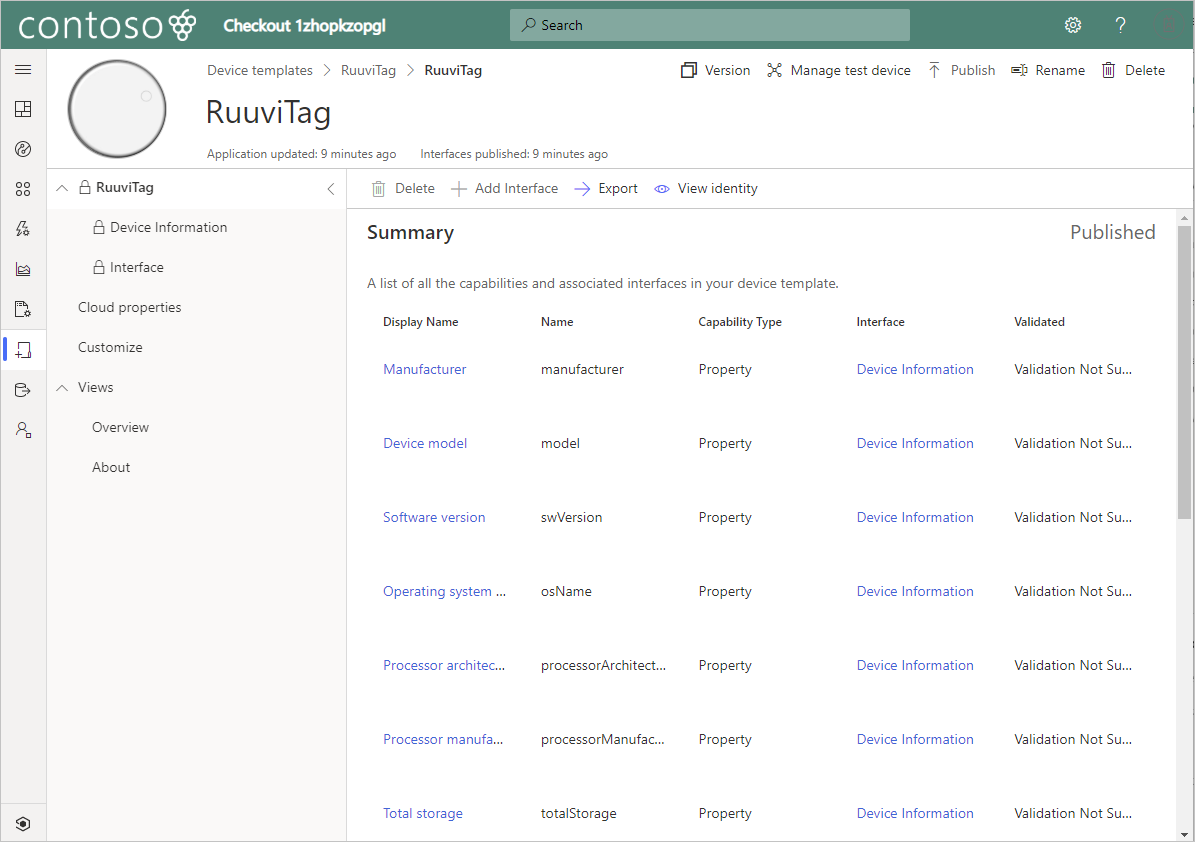 contoso Checkout 1zhopkzopgl Search ?
Device templates > RuuviTag > RuuviTag Version Manage test device Publish Rename Delete
RuuviTag
Application updated: 9 minutes ago Interfaces published: 9 minutes ago
RuuviTag
Device Information
Interface
Cloud properties
Customize
Views
Overview
About
Delete Add Interface Export View identity
Summary Published
A list of all the capabilities and associated interfaces in your device template.
Display Name Name Capability Type Interface Validated
Manufacturer manufacturer Property Device Information Validation Not Su...
Device model model Property Device Information Validation Not Su...
Software version swVersion Property Device Information Validation Not Su...
Operating system ... osName Property Device Information Validation Not Su...
Processor architec... processorArchitect... Property Device Information Validation Not Su...
Processor manufa... processorManufac... Property Device Information Validation Not Su...
Total storage totalStorage Property Device Information Validation Not Su...